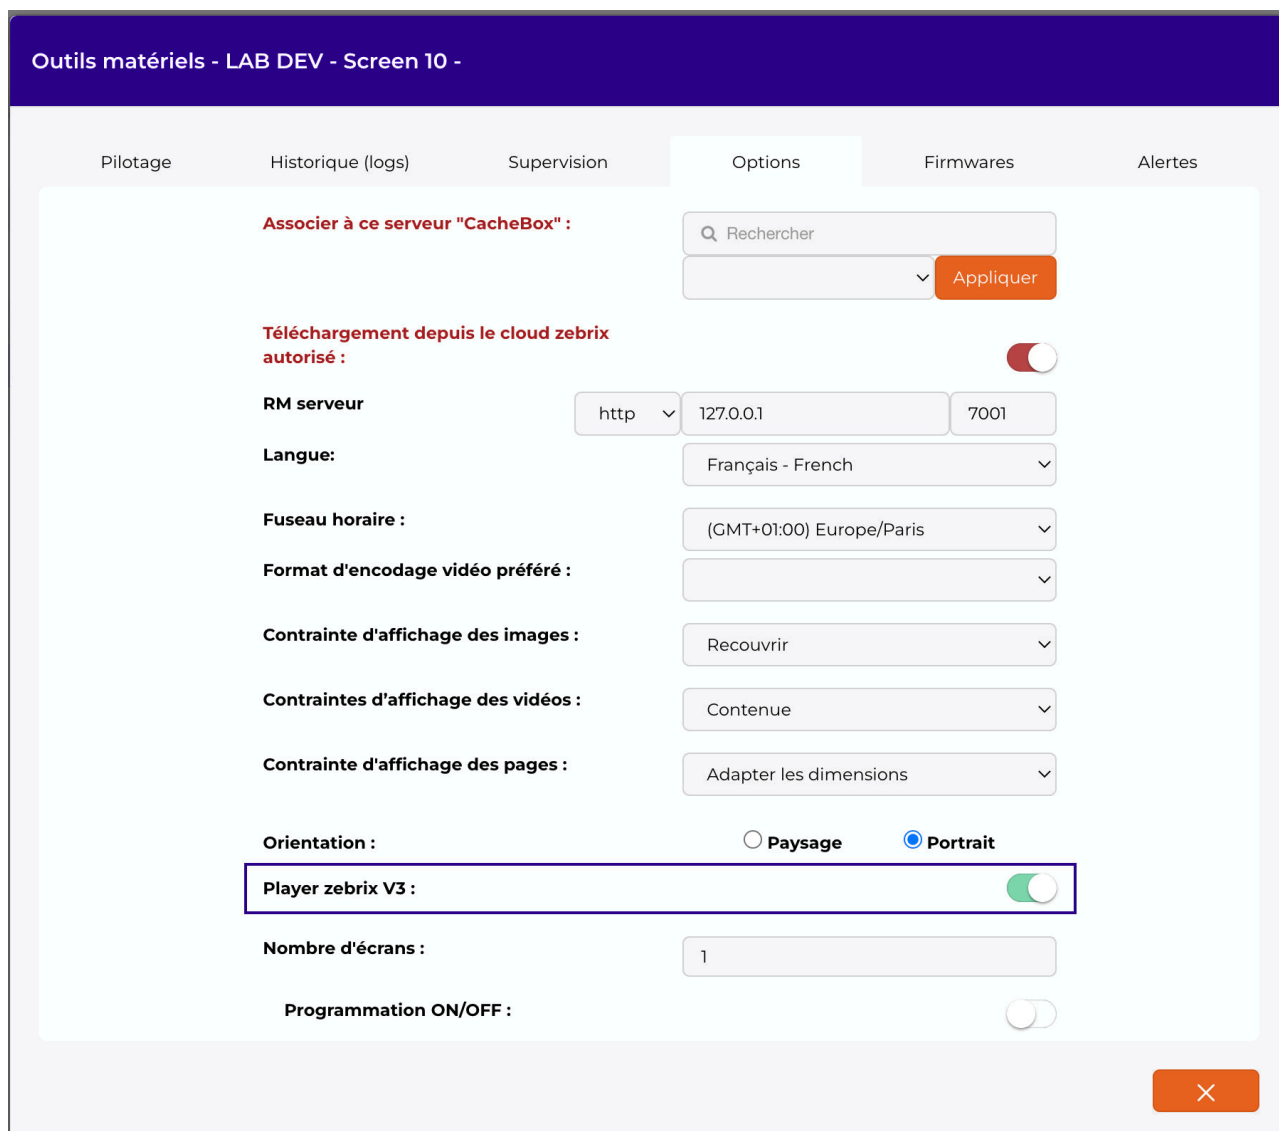 Outils matériels - LAB DEV - Screen 10 -
Pilotage Historique (logs) Supervision Options Firmwares Alertes
Associer à ce serveur "CacheBox" :
Rechercher
Appliquer
Téléchargement depuis le cloud zebrix
autorisé :
RM serveur http 127.0.0.1 7001
Langue: Français - French
Fuseau horaire : (GMT+01:00) Europe/Paris
Format d'encodage vidéo préféré :
Contrainte d'affichage des images : Recouvrir
Contraintes d’affichage des vidéos : Contenue
Contrainte d'affichage des pages : Adapter les dimensions
Orientation : Paysage Portrait
Player zebrix V3 :
Nombre d'écrans : 1
Programmation ON/OFF :